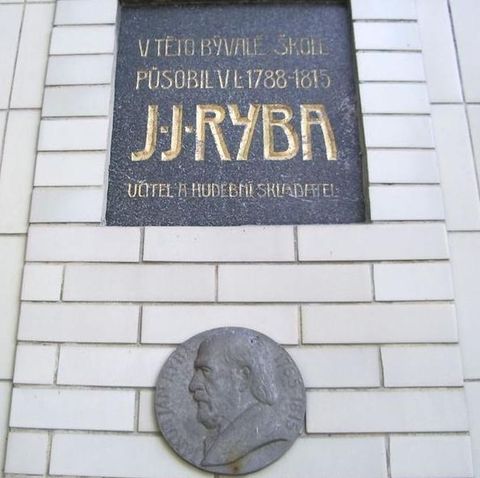 V TÉTO BÝVALÉ ŠKOLE
PŮSOBIL V L. 1788-1815
J·J·RYBA
UČITEL A HUDEBNÍ SKLADATEL